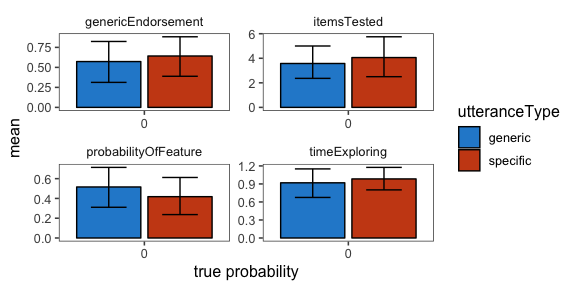 genericEndorsement
itemsTested
0.75
0.50
0.25
0.00
0
6
4
2
0
0
probabilityOfFeature
timeExploring
0.6
0.4
0.2
0.0
0
1.2
0.9
0.6
0.3
0.0
0
mean
true probability
utteranceType
generic
specific